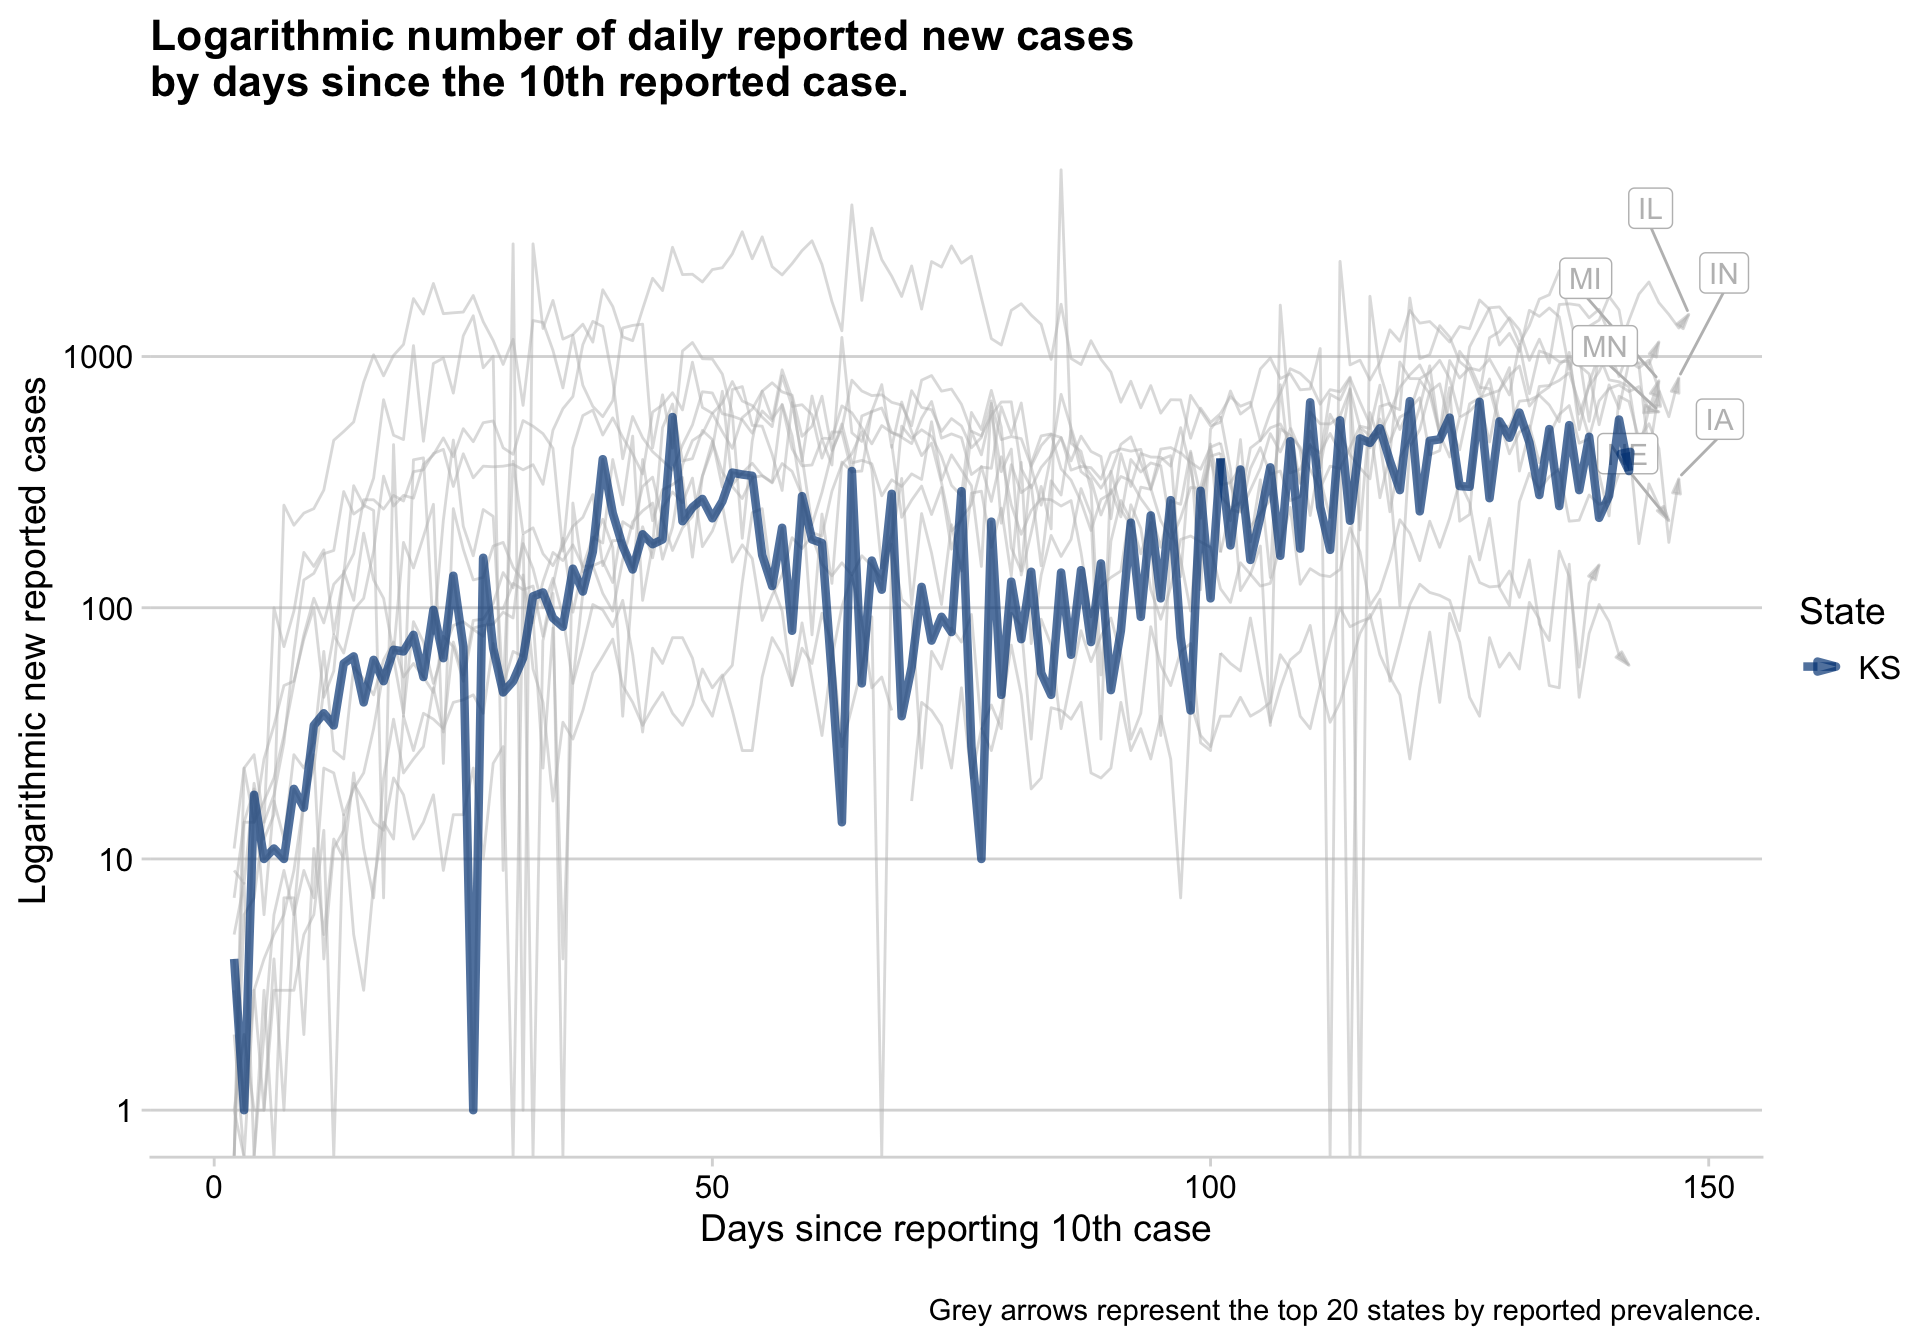 Logarithmic number of daily reported new cases
by days since the 10th reported case.
Logarithmic new reported cases
1000
100
10
1
IL
MI
IN
MN
IA
0
50
100
150
Days since reporting 10th case
State
KS
Grey arrows represent the top 20 states by reported prevalence.